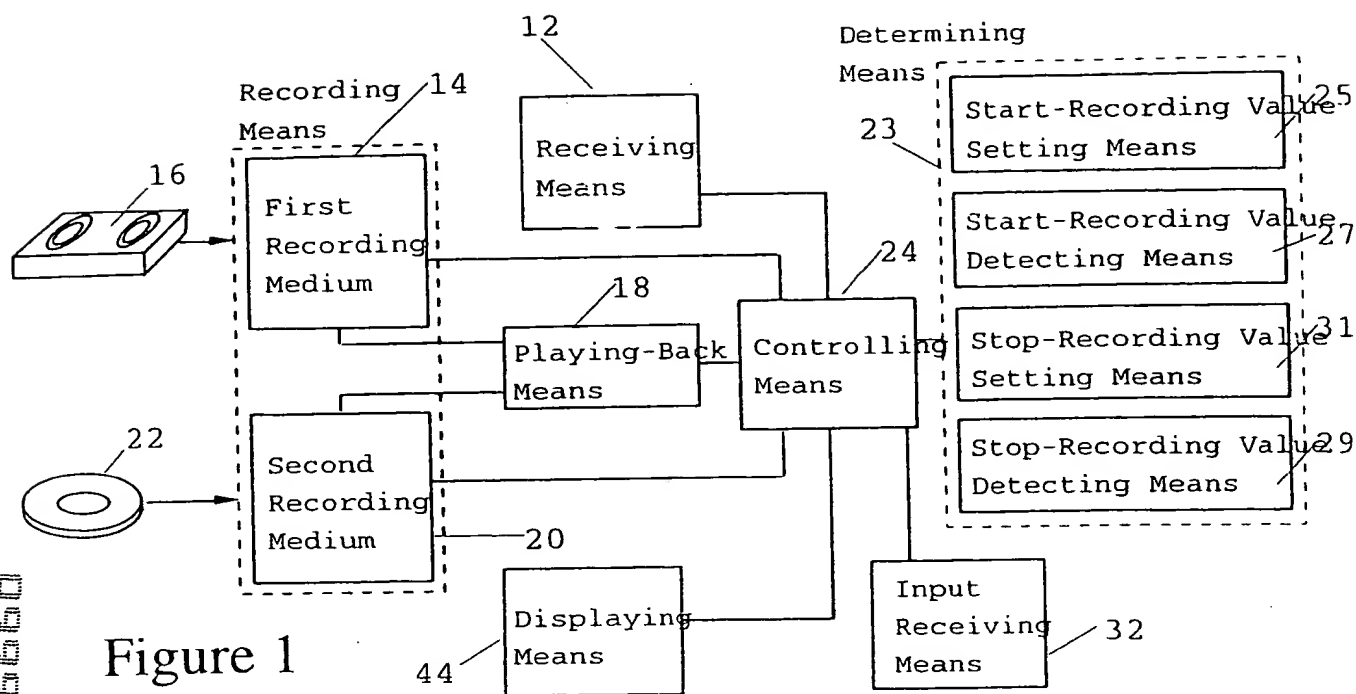 12
Determining
Means
Recording
Means
14
Receiving
Means
23
Start-Recording Value
Setting Means
25
16
First
Recording
Medium
Start-Recording Value
Detecting Means
27
24
18
Playing-Back
Means
Controlling
Means
Stop-Recording Value
Setting Means
31
22
Second
Recording
Medium
20
Stop-Recording Value
Detecting Means
29
Displaying
Means
44
Input
Receiving
Means
32
Figure 1